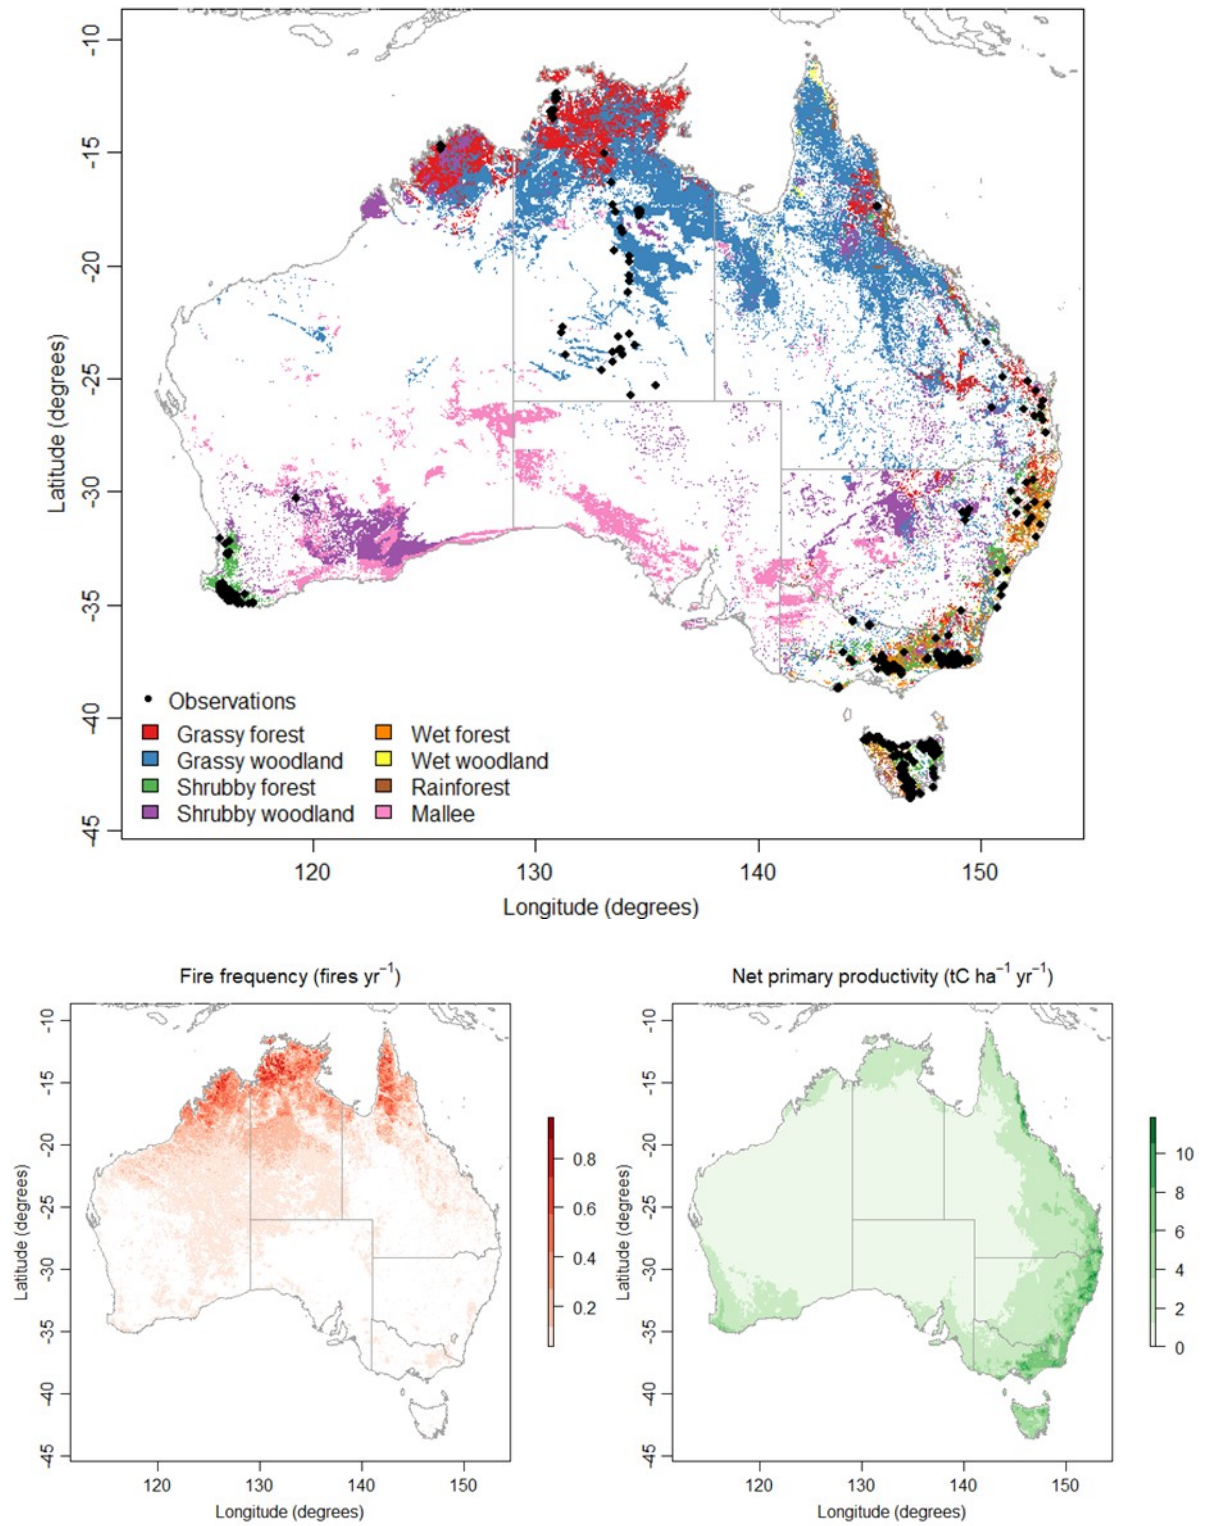 -10
-15
-20
-25
-30
-35
-40
-45
Latitude (degrees)
Observations
Grassy forest
Wet forest
Grassy woodland
Wet woodland
Shrubby forest
Rainforest
Shrubby woodland
Mallee
120 130 140 150
Longitude (degrees)
Fire frequency (fires yr⁻¹)
-10
-15
-20
-25
-30
-35
-40
-45
Latitude (degrees)
120 130 140 150
Longitude (degrees)
0.8
0.6
0.4
0.2
Net primary productivity (tC ha⁻¹ yr⁻¹)
-10
-15
-20
-25
-30
-35
-40
-45
Latitude (degrees)
120 130 140 150
Longitude (degrees)
10
8
6
4
2
0